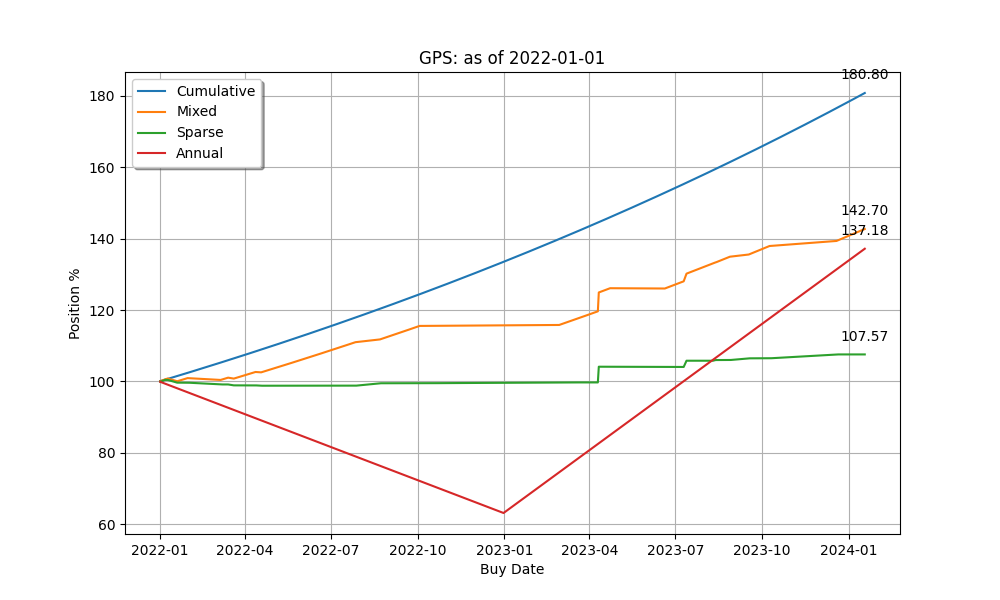 GPS: as of 2022-01-01
Cumulative
Mixed
Sparse
Annual
180.80
142.70
137.18
107.57
Position %
180
160
140
120
100
80
60
2022-01 2022-04 2022-07 2022-10 2023-01 2023-04 2023-07 2023-10 2024-01
Buy Date